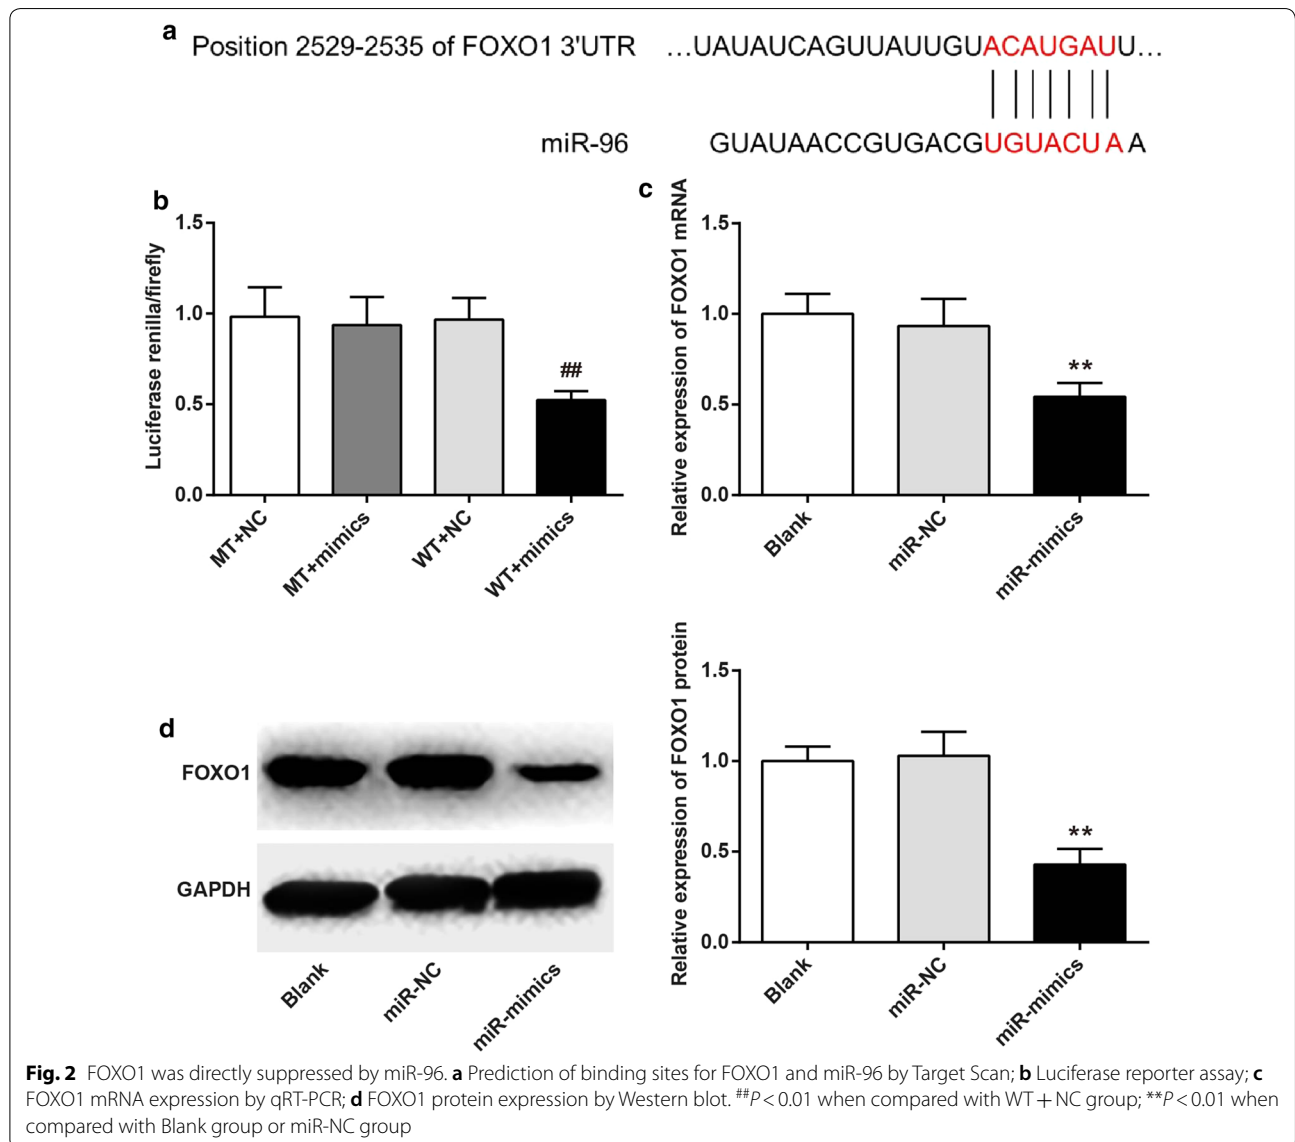 a
Position 2529-2535 of FOXO1 3'UTR ...UAUAUCAGUUAUUGUACAUGAUU...
miR-96 GUAUAACCGUGACGUGUACUAA
b
Luciferase renilla/firefly
1.5
1.0
0.5
0.0
##
MT+NC
MT+mimics
WT+NC
WT+mimics
c
Relative expression of FOXO1 mRNA
1.5
1.0
0.5
0.0
**
Blank
miR-NC
miR-mimics
d
FOXO1
GAPDH
Blank
miR-NC
miR-mimics
Relative expression of FOXO1 protein
1.5
1.0
0.5
0.0
**
Blank
miR-NC
miR-mimics
Fig. 2 FOXO1 was directly suppressed by miR-96. a Prediction of binding sites for FOXO1 and miR-96 by Target Scan; b Luciferase reporter assay; c
FOXO1 mRNA expression by qRT-PCR; d FOXO1 protein expression by Western blot. ##P < 0.01 when compared with WT + NC group; **P < 0.01 when
compared with Blank group or miR-NC group